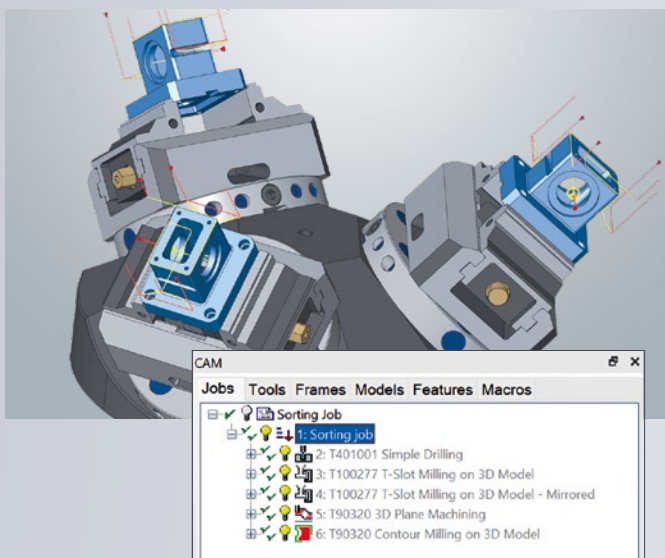 CAM
Jobs Tools Frames Models Features Macros
Sorting Job
1: Sorting job
2: T401001 Simple Drilling
3: T100277 T-Slot Milling on 3D Model
4: T100277 T-Slot Milling on 3D Model - Mirrored
5: T90320 3D Plane Machining
6: T90320 Contour Milling on 3D Model